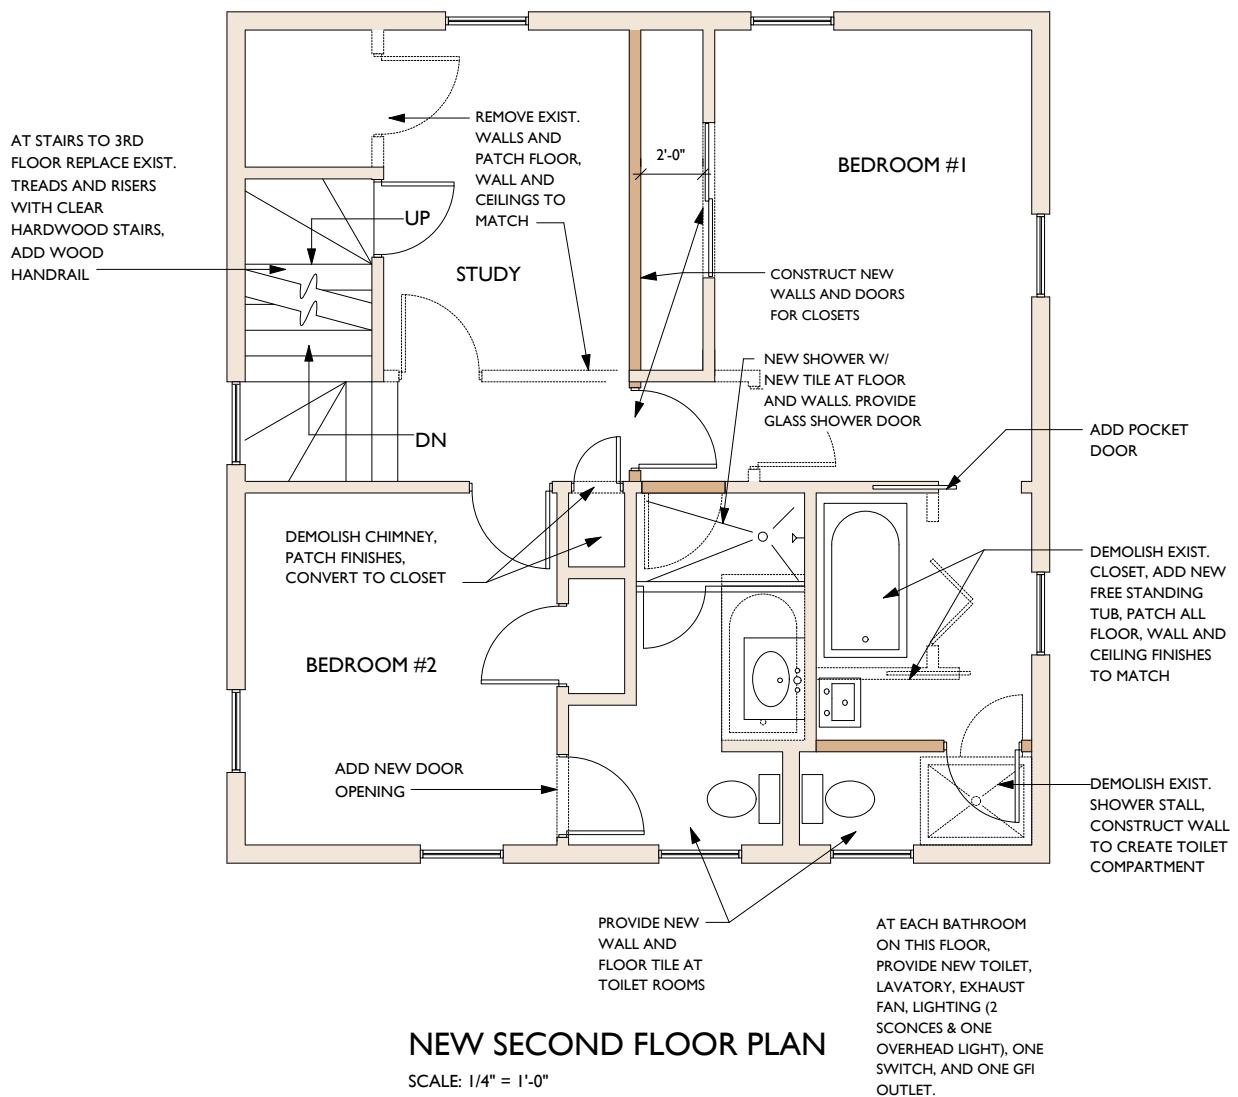 AT STAIRS TO 3RD
FLOOR REPLACE EXIST.
TREADS AND RISERS
WITH CLEAR
HARDWOOD STAIRS,
ADD WOOD
HANDRAIL
REMOVE EXIST.
WALLS AND
PATCH FLOOR,
WALL AND
CEILINGS TO
MATCH
2'-0"
BEDROOM #1
UP
STUDY
CONSTRUCT NEW
WALLS AND DOORS
FOR CLOSETS
NEW SHOWER W/
NEW TILE AT FLOOR
AND WALLS. PROVIDE
GLASS SHOWER DOOR
DN
ADD POCKET
DOOR
DEMOLISH CHIMNEY,
PATCH FINISHES,
CONVERT TO CLOSET
DEMOLISH EXIST.
CLOSET, ADD NEW
FREE STANDING
TUB, PATCH ALL
FLOOR, WALL AND
CEILING FINISHES
TO MATCH
BEDROOM #2
ADD NEW DOOR
OPENING
DEMOLISH EXIST.
SHOWER STALL,
CONSTRUCT WALL
TO CREATE TOILET
COMPARTMENT
PROVIDE NEW
WALL AND
FLOOR TILE AT
TOILET ROOMS
AT EACH BATHROOM
ON THIS FLOOR,
PROVIDE NEW TOILET,
LAVATORY, EXHAUST
FAN, LIGHTING (2
SCONCES & ONE
OVERHEAD LIGHT), ONE
SWITCH, AND ONE GFI
OUTLET.
NEW SECOND FLOOR PLAN
SCALE: 1/4" = 1'-0"